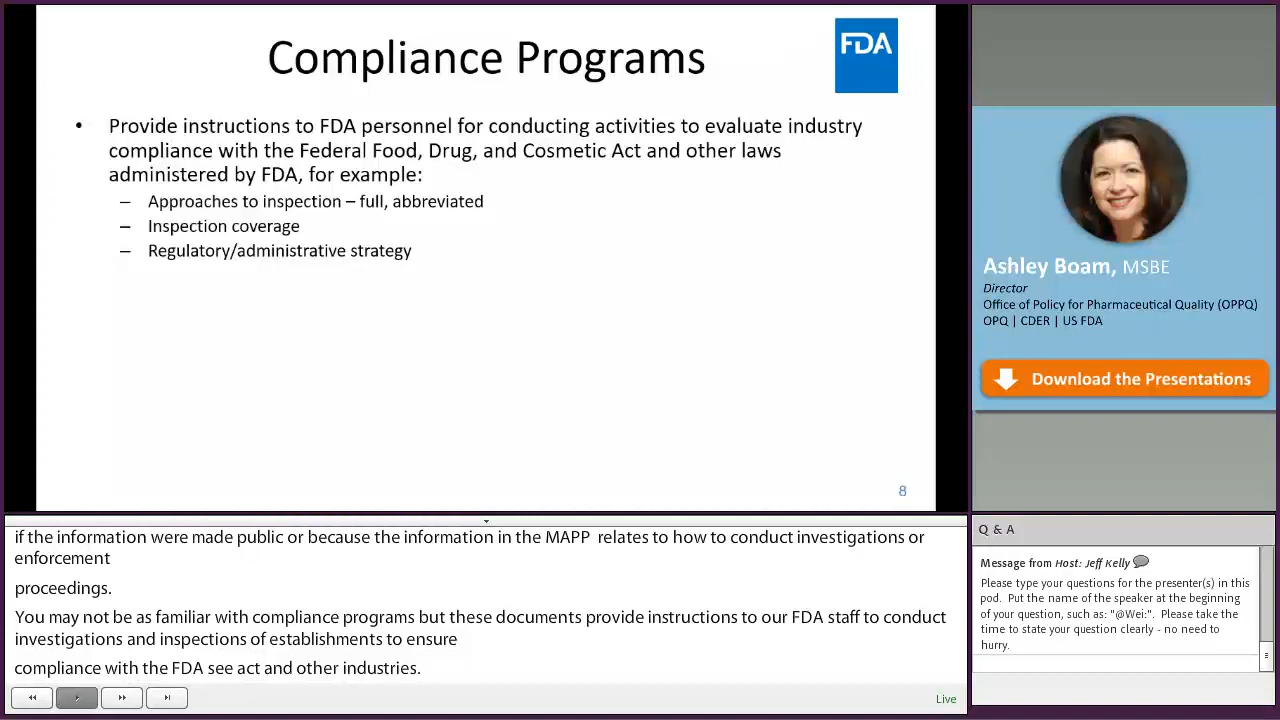 Compliance Programs
FDA
• Provide instructions to FDA personnel for conducting activities to evaluate industry
compliance with the Federal Food, Drug, and Cosmetic Act and other laws
administered by FDA, for example:
– Approaches to inspection – full, abbreviated
– Inspection coverage
– Regulatory/administrative strategy
8
Ashley Boam, MSBE
Director
Office of Policy for Pharmaceutical Quality (OPPQ)
OPQ | CDER | US FDA
Download the Presentations
if the information were made public or because the information in the MAPP relates to how to conduct investigations or
enforcement
proceedings.
You may not be as familiar with compliance programs but these documents provide instructions to our FDA staff to conduct
investigations and inspections of establishments to ensure
compliance with the FDA see act and other industries.
Live
Q & A
Message from Host: Jeff Kelly
Please type your questions for the presenter(s) in this
pod. Put the name of the speaker at the beginning
of your question, such as: "@Wei:". Please take the
time to state your question clearly - no need to
hurry.